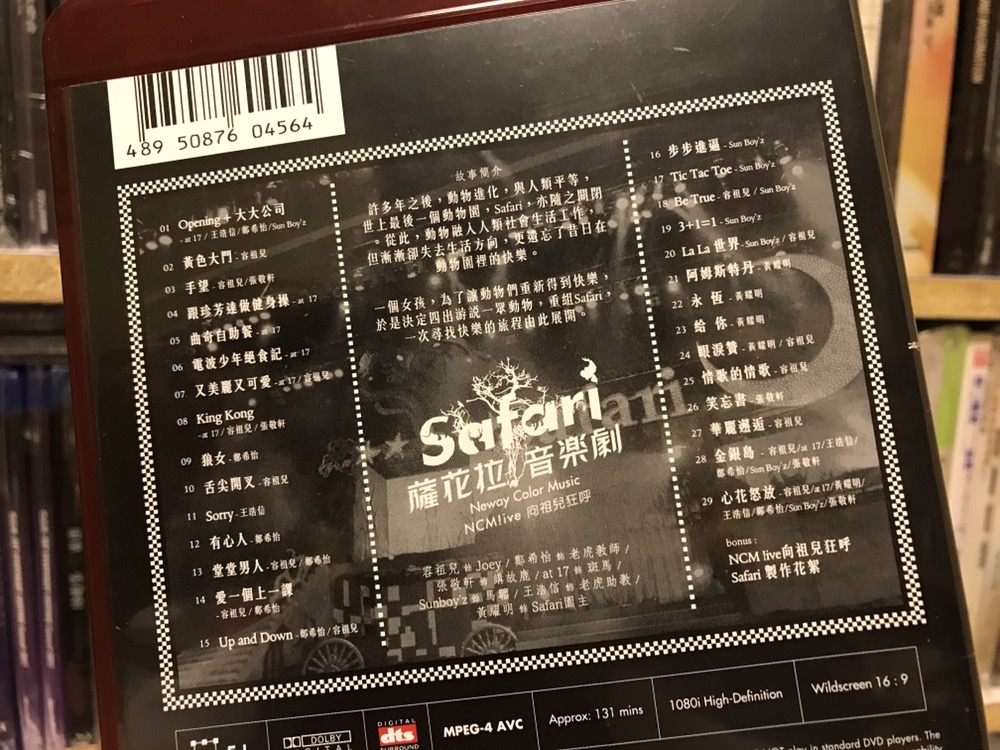 489 50876 04564
01 Opening + 大大公司
- at 17 / 王浩信 / 鄭希怡 / Sun Boy'z
02 黃色大門 - 容祖兒
03 手望 - 容祖兒 / 張敬軒
04 跟珍芳達做健身操 - at 17
05 曲奇自助餐 - at 17
06 電波少年絕食記 - at 17
07 又美麗又可愛 - at 17 / 容祖兒
08 King Kong
- at 17 / 容祖兒 / 張敬軒
09 狼女 - 鄭希怡
10 舌尖開叉 - 容祖兒
11 Sorry - 王浩信
12 有心人 - 鄭希怡
13 堂堂男人 - 容祖兒 / 鄭希怡
14 愛一個上一課
- 容祖兒 / 鄭希怡
15 Up and Down - 鄭希怡 / 容祖兒
故事簡介
許多年之後，動物進化，與人類平等，
世上最後一個動物園，Safari，亦隨之關閉
。從此，動物融入人類社會生活工作，
但漸漸卻失去生活方向，更遺忘了昔日在
動物園裡的快樂。
一個女孩，為了讓動物們重新得到快樂，
於是決定四出游說一眾動物，重組Safari，
一次尋找快樂的旅程由此展開。
Safari
薩花拉音樂劇
Neway Color Music
NCM!ive 向祖兒狂呼
容祖兒 飾 Joey / 鄭希怡 飾 老虎教師 /
張敬軒 飾 講故鹿 / at 17 飾 斑馬 /
Sunboy'z 飾 馬騮 / 王浩信 飾 老虎助教 /
黃耀明 飾 Safari園主
16 步步進逼 - Sun Boy'z
17 Tic Tac Toe - Sun Boy'z
18 Be True - 容祖兒 / Sun Boy'z
19 3+1=1 - Sun Boy'z
20 La La 世界 - Sun Boy'z / 容祖兒
21 阿姆斯特丹 - 黃耀明
22 永恆 - 黃耀明
23 給你 - 黃耀明
24 眼淚贊 - 黃耀明 / 容祖兒
25 情歌的情歌 - 容祖兒
26 笑忘書 - 張敬軒
27 華麗邂逅 - 容祖兒
28 金銀島 - 容祖兒 / at 17 / 王浩信 /
鄭希怡 / Sun Boy'z / 張敬軒
29 心花怒放 - 容祖兒 / at 17 / 黃耀明 /
王浩信 / 鄭希怡 / Sun Boy'z / 張敬軒
bonus :
NCM live向祖兒狂呼
Safari 製作花絮
DOLBY
DIGITAL
DIGITAL
dts
SURROUND
MPEG-4 AVC
Approx: 131 mins
1080i High-Definition
Wildscreen 16 : 9
play in standard DVD players. The